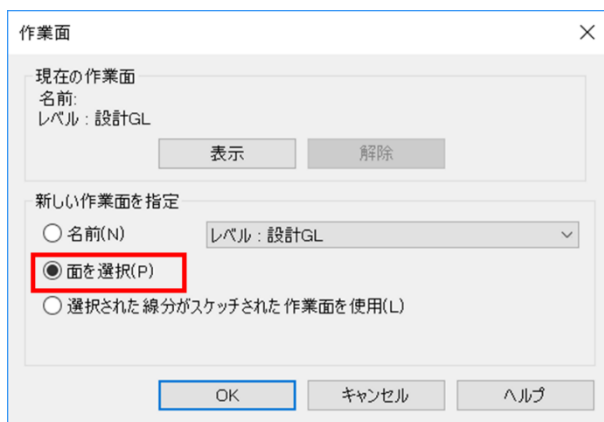 作業面
現在の作業面
名前:
レベル : 設計GL
表示 解除
新しい作業面を指定
名前(N) レベル : 設計GL
面を選択(P)
選択された線分がスケッチされた作業面を使用(L)
OK キャンセル ヘルプ